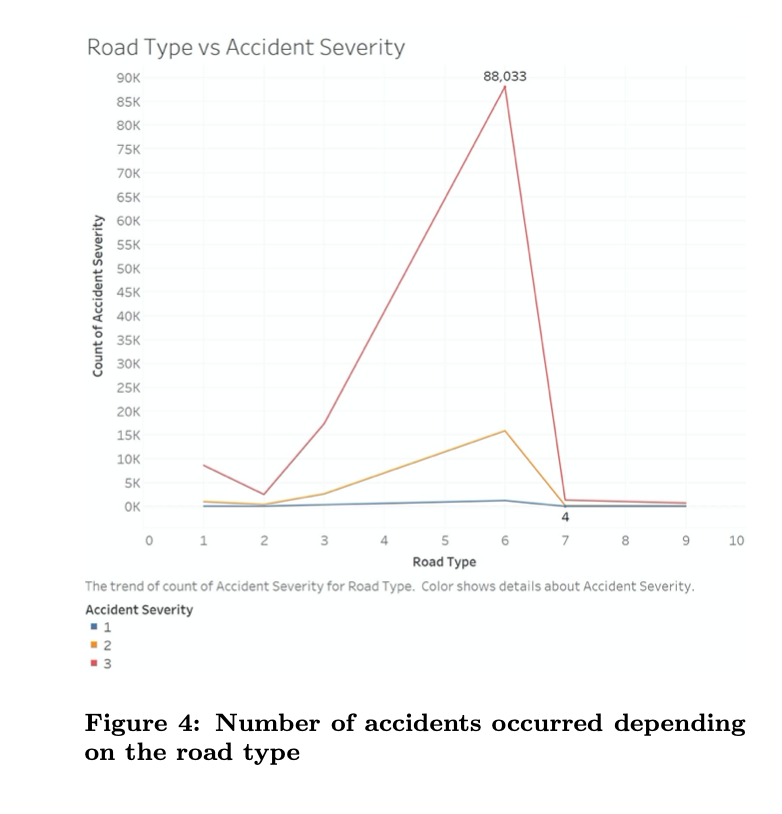 Road Type vs Accident Severity
88,033
90K
85K
80K
75K
70K
65K
60K
55K
50K
45K
40K
35K
30K
25K
20K
15K
10K
5K
0K
Count of Accident Severity
4
0 1 2 3 4 5 6 7 8 9 10
Road Type
The trend of count of Accident Severity for Road Type. Color shows details about Accident Severity.
Accident Severity
1
2
3
Figure 4: Number of accidents occurred depending
on the road type